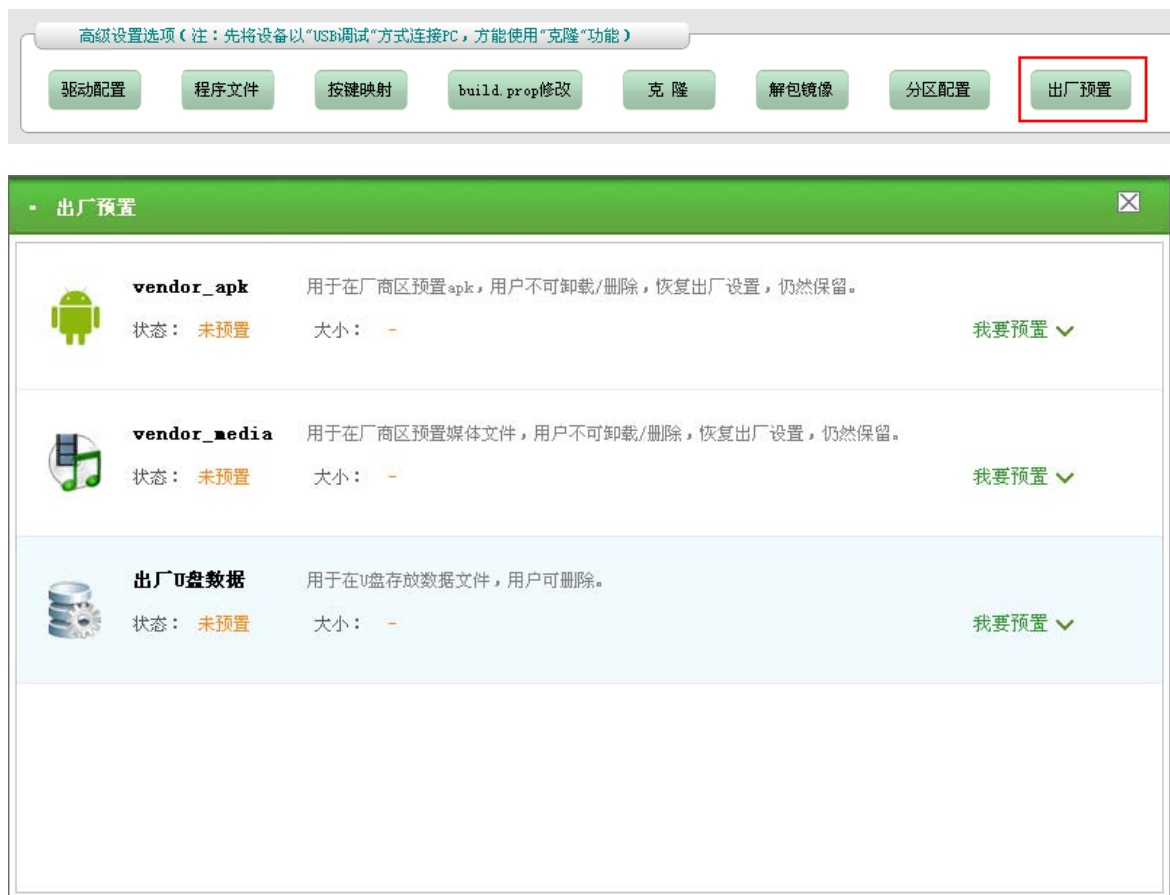 高级设置选项(注:先将设备以"USB调试"方式连接PC,方能使用"克隆"功能)
驱动配置 程序文件 按键映射 build.prop修改 克 隆 解包镜像 分区配置 出厂预置
出厂预置
vendor_apk 用于在厂商区预置apk,用户不可卸载/删除,恢复出厂设置,仍然保留。
状态: 未预置 大小: - 我要预置
vendor_media 用于在厂商区预置媒体文件,用户不可卸载/删除,恢复出厂设置,仍然保留。
状态: 未预置 大小: - 我要预置
出厂U盘数据 用于在U盘存放数据文件,用户可删除。
状态: 未预置 大小: - 我要预置